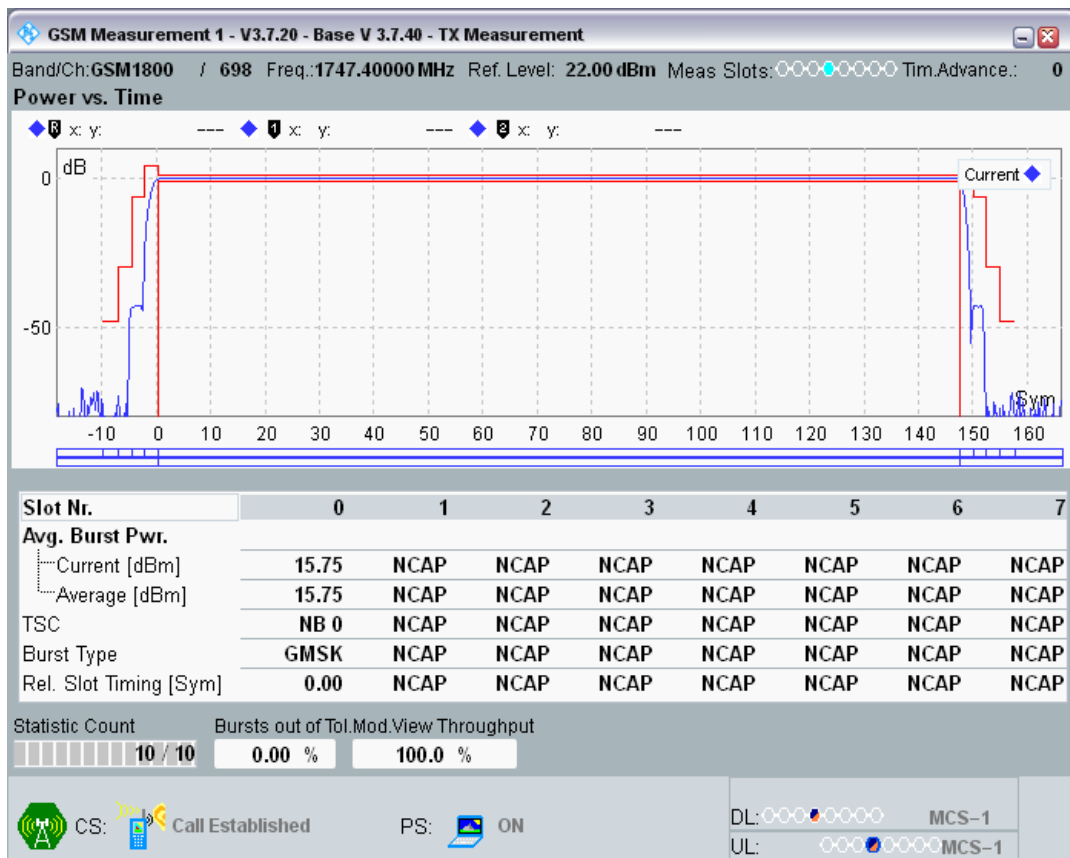 GSM Measurement 1 - V3.7.20 - Base V 3.7.40 - TX Measurement
Band/Ch:GSM1800 / 698 Freq.:1747.40000 MHz Ref. Level: 22.00 dBm Meas Slots: Tim.Advance.: 0
Power vs. Time
R x: y: --- 1 x: y: --- 2 x: y: ---
dB
Current
0
-50
Sym
-10 0 10 20 30 40 50 60 70 80 90 100 110 120 130 140 150 160
Slot Nr. 0 1 2 3 4 5 6 7
Avg. Burst Pwr.
Current [dBm] 15.75 NCAP NCAP NCAP NCAP NCAP NCAP NCAP
Average [dBm] 15.75 NCAP NCAP NCAP NCAP NCAP NCAP NCAP
TSC NB 0 NCAP NCAP NCAP NCAP NCAP NCAP NCAP
Burst Type GMSK NCAP NCAP NCAP NCAP NCAP NCAP NCAP
Rel. Slot Timing [Sym] 0.00 NCAP NCAP NCAP NCAP NCAP NCAP NCAP
Statistic Count Bursts out of Tol. Mod.View Throughput
10 / 10 0.00 % 100.0 %
CS: Call Established PS: ON
DL: MCS-1
UL: MCS-1